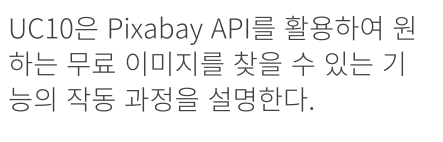 UC10은 Pixabay API를 활용하여 원
하는 무료 이미지를 찾을 수 있는 기
능의 작동 과정을 설명한다.